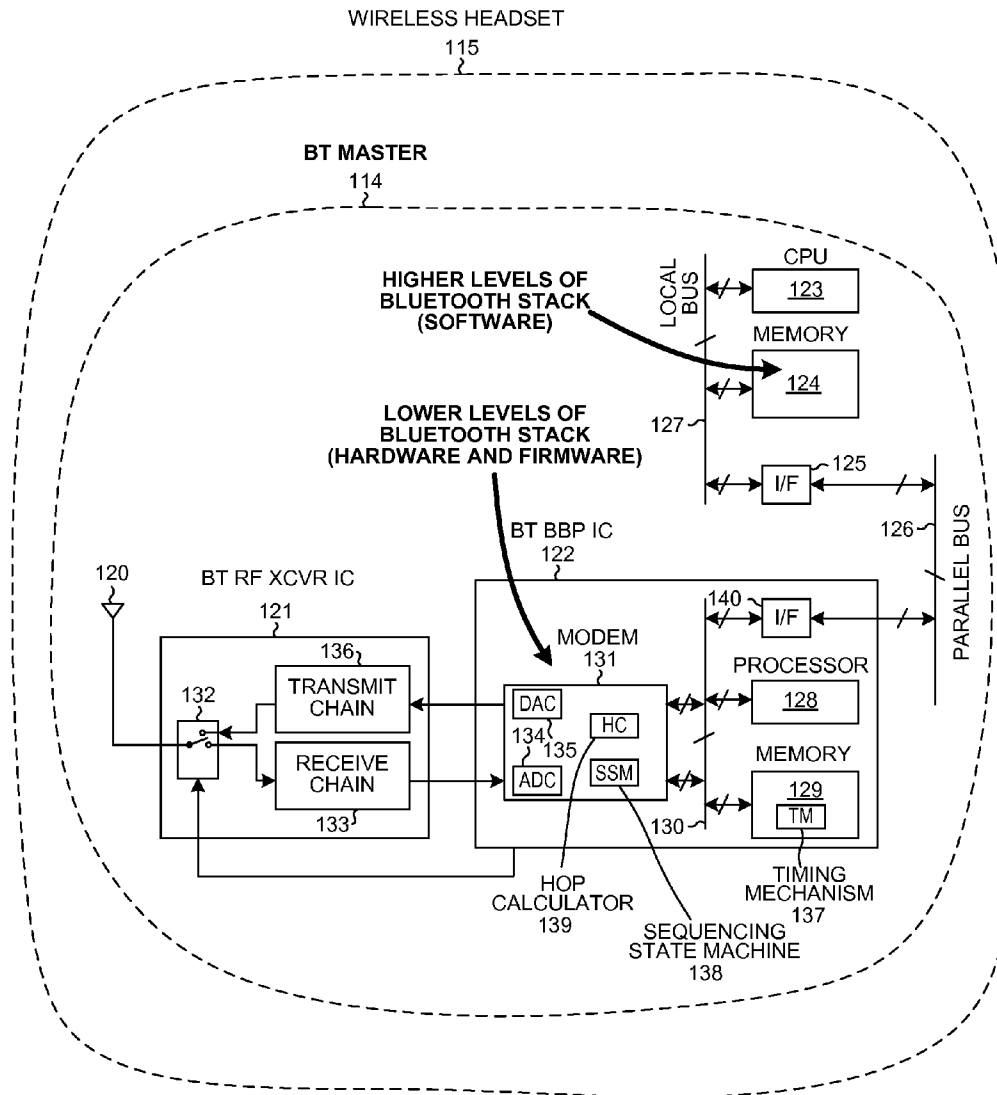 WIRELESS HEADSET
115
BT MASTER
114
HIGHER LEVELS OF
BLUETOOTH STACK
(SOFTWARE)
LOCAL
BUS
CPU
123
MEMORY
124
127
LOWER LEVELS OF
BLUETOOTH STACK
(HARDWARE AND FIRMWARE)
125
I/F
126
PARALLEL BUS
BT BBP IC
122
120
BT RF XCVR IC
121
140
I/F
MODEM
131
PROCESSOR
128
136
TRANSMIT
CHAIN
132
DAC
134
135
HC
RECEIVE
CHAIN
133
ADC
SSM
MEMORY
129
TM
130
HOP
CALCULATOR
139
TIMING
MECHANISM
137
SEQUENCING
STATE MACHINE
138